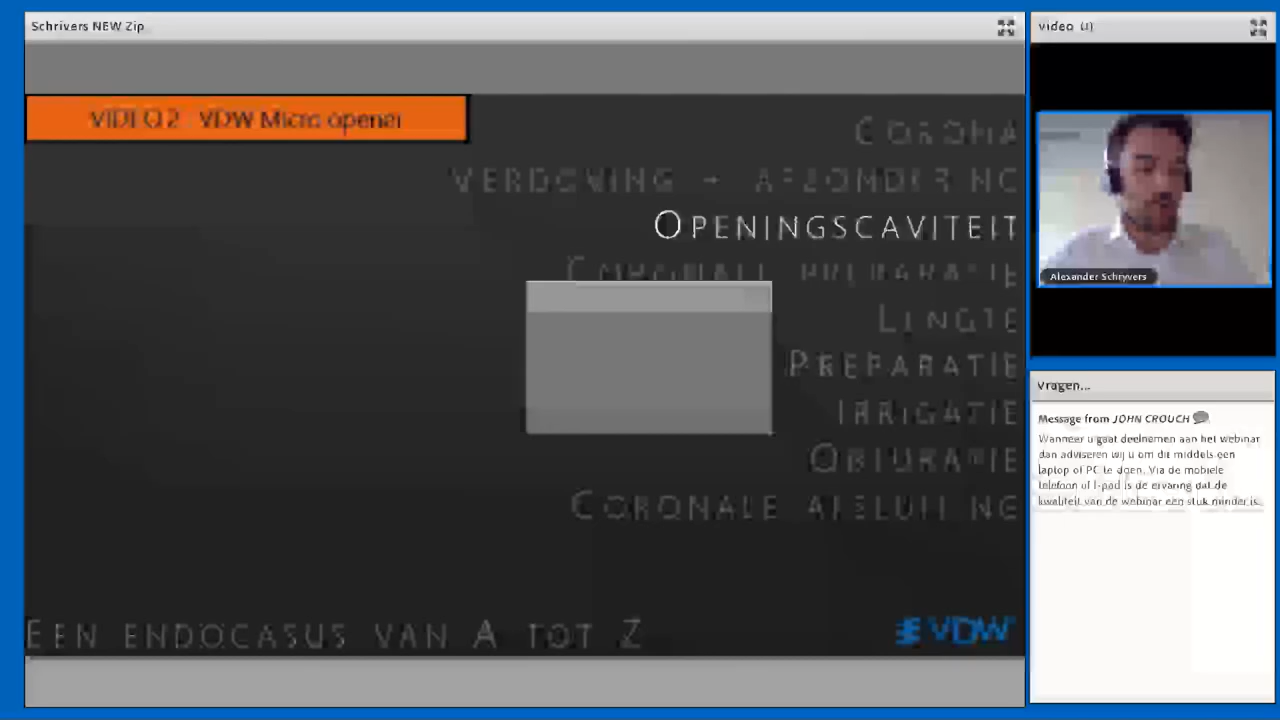 Schrivers NEW Zip
VIDEO 2 : VDW Micro opener
CORONA
VERDOVING + AFZONDERING
OPENINGSCAVITEIT
CORONALE PREPARATIE
LENGTE
PREPARATIE
IRRIGATIE
OBTURATIE
CORONALE AFSLUITING
EEN ENDOCASUS VAN A TOT Z
VDW
video (1)
Alexander Schryvers
Vragen...
Message from JOHN CROUCH
Wanneer u gaat deelnemen aan het webinar
dan adviseren wij u om dit middels een
laptop of PC te doen. Via de mobiele
telefoon of I-pad is de ervaring dat de
kwaliteit van de webinar een stuk minder is.